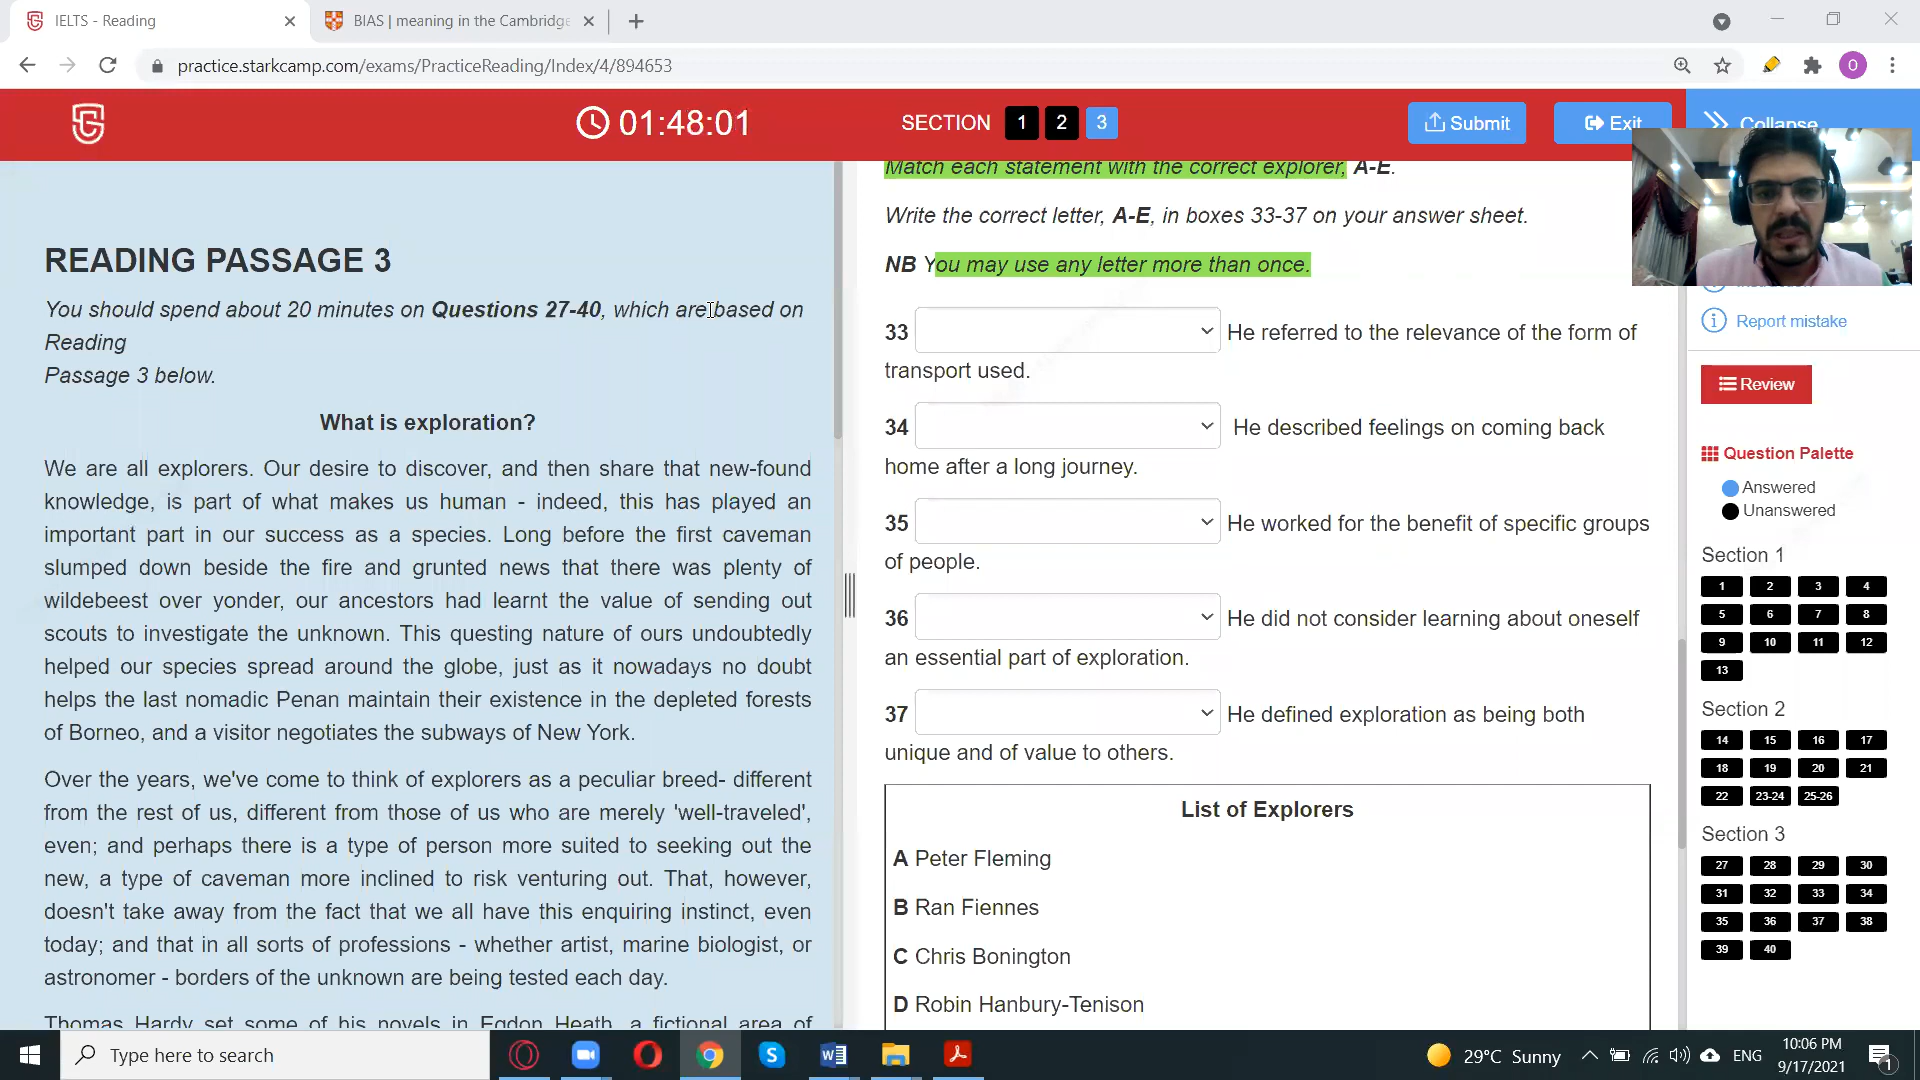 IELTS - Reading
BIAS | meaning in the Cambridge
practice.starkcamp.com/exams/PracticeReading/Index/4/894653
O
01:48:01
SECTION 1 2 3
Submit
Exit
Collapse
READING PASSAGE 3
You should spend about 20 minutes on Questions 27-40, which are based on
Reading
Passage 3 below.
What is exploration?
We are all explorers. Our desire to discover, and then share that new-found
knowledge, is part of what makes us human - indeed, this has played an
important part in our success as a species. Long before the first caveman
slumped down beside the fire and grunted news that there was plenty of
wildebeest over yonder, our ancestors had learnt the value of sending out
scouts to investigate the unknown. This questing nature of ours undoubtedly
helped our species spread around the globe, just as it nowadays no doubt
helps the last nomadic Penan maintain their existence in the depleted forests
of Borneo, and a visitor negotiates the subways of New York.
Over the years, we've come to think of explorers as a peculiar breed- different
from the rest of us, different from those of us who are merely 'well-traveled',
even; and perhaps there is a type of person more suited to seeking out the
new, a type of caveman more inclined to risk venturing out. That, however,
doesn't take away from the fact that we all have this enquiring instinct, even
today; and that in all sorts of professions - whether artist, marine biologist, or
astronomer - borders of the unknown are being tested each day.
Thomas Hardy set some of his novels in Egdon Heath, a fictional area of
Match each statement with the correct explorer, A-E.
Write the correct letter, A-E, in boxes 33-37 on your answer sheet.
NB You may use any letter more than once.
33 He referred to the relevance of the form of
transport used.
34 He described feelings on coming back
home after a long journey.
35 He worked for the benefit of specific groups
of people.
36 He did not consider learning about oneself
an essential part of exploration.
37 He defined exploration as being both
unique and of value to others.
List of Explorers
A Peter Fleming
B Ran Fiennes
C Chris Bonington
D Robin Hanbury-Tenison
Report mistake
Review
Question Palette
Answered
Unanswered
Section 1
1 2 3 4
5 6 7 8
9 10 11 12
13
Section 2
14 15 16 17
18 19 20 21
22 23-24 25-26
Section 3
27 28 29 30
31 32 33 34
35 36 37 38
39 40
Type here to search
29°C Sunny
ENG
10:06 PM
9/17/2021
1